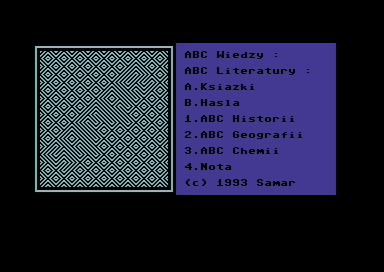 ABC Wiedzy :
ABC Literatury :
A.Ksiazki
B.Hasla
1.ABC Historii
2.ABC Geografii
3.ABC Chemii
4.Nota
(c) 1993 Samar